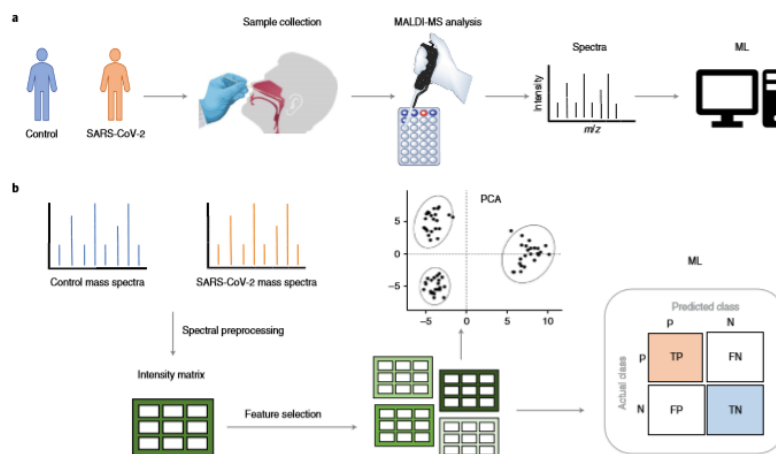 a
Sample collection
MALDI-MS analysis
Spectra
ML
Intensity
m/z
Control
SARS-CoV-2
b
PCA
5
0
−5
−5
0
5
10
Control mass spectra
SARS-CoV-2 mass spectra
Spectral preprocessing
Intensity matrix
Feature selection
ML
Predicted class
P
N
Actual class
P
TP
FN
N
FP
TN